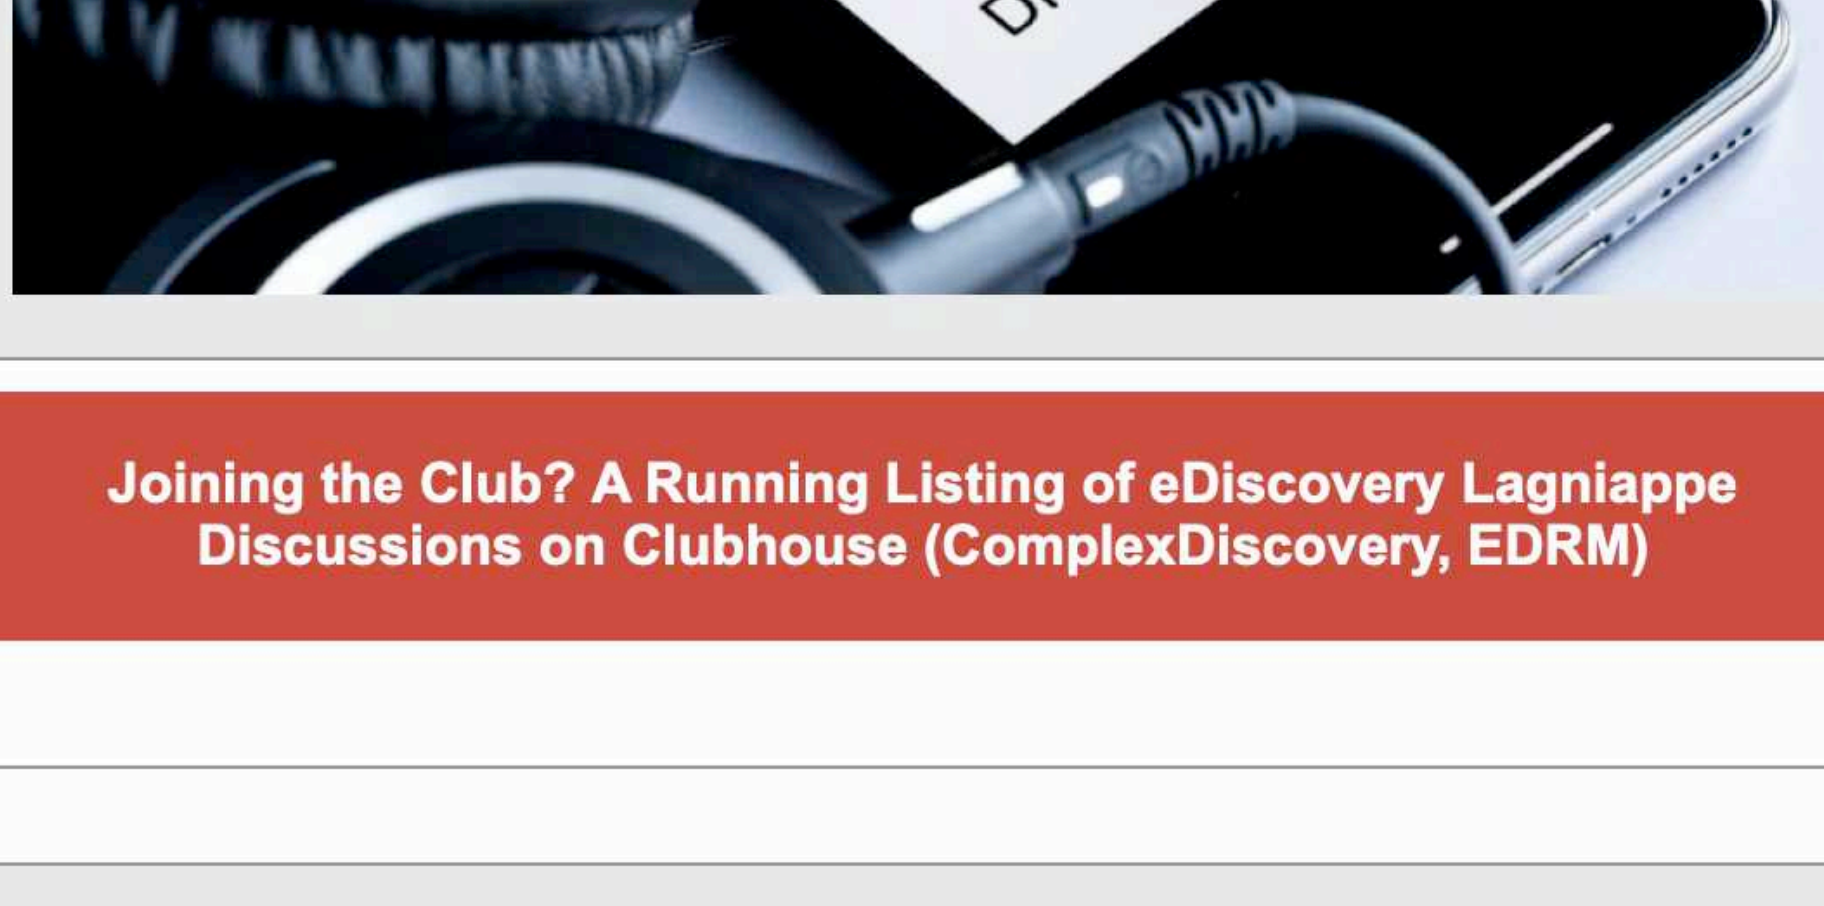 Joining the Club? A Running Listing of eDiscovery Lagniappe
Discussions on Clubhouse (ComplexDiscovery, EDRM)